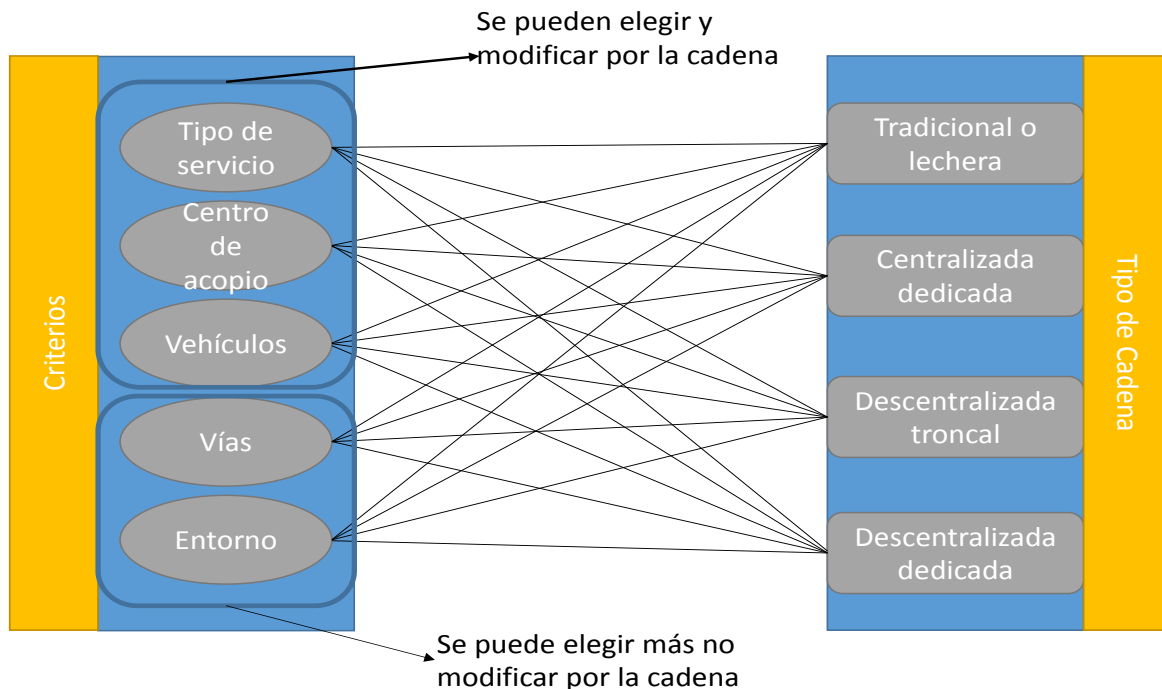 Se pueden elegir y
modificar por la cadena
Criterios
Tipo de
servicio
Centro
de
acopio
Vehículos
Vías
Entorno
Tradicional o
lechera
Centralizada
dedicada
Descentralizada
troncal
Descentralizada
dedicada
Tipo de Cadena
Se puede elegir más no
modificar por la cadena